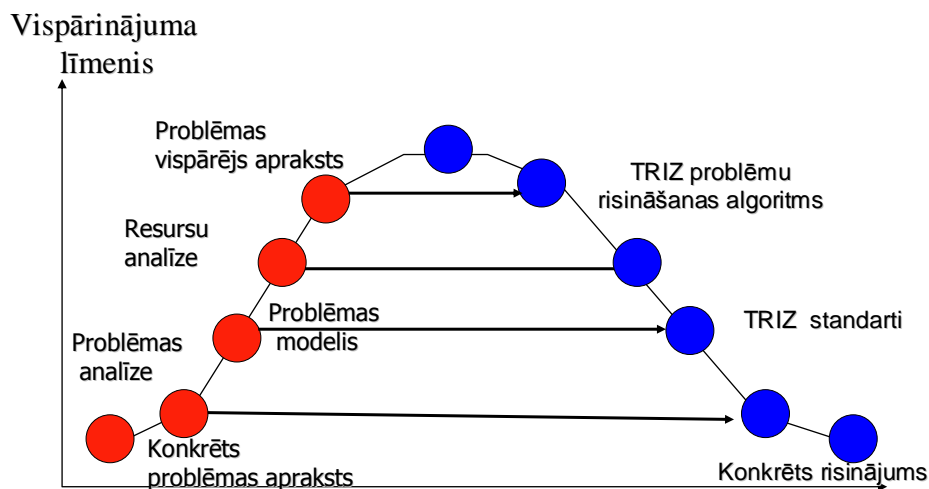 Vispārinājuma
līmenis
Problēmas
vispārējs apraksts
TRIZ problēmu
risināšanas algoritms
Resursu
analīze
Problēmas
modelis
TRIZ standarti
Problēmas
analīze
Konkrēts
problēmas apraksts
Konkrēts risinājums